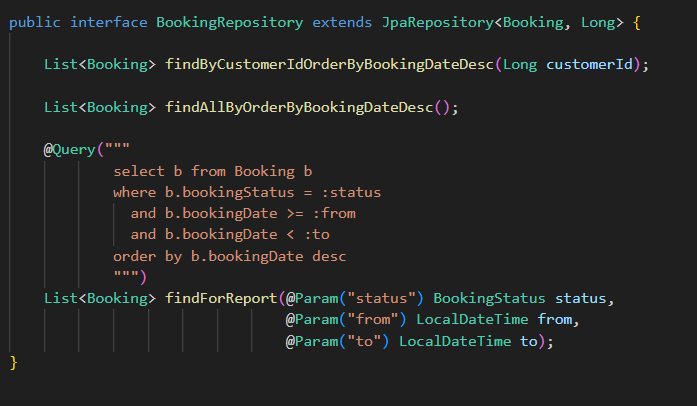 public interface BookingRepository extends JpaRepository<Booking, Long> {
List<Booking> findByCustomerIdOrderByBookingDateDesc(Long customerId);
List<Booking> findAllByOrderByBookingDateDesc();
@Query("""
select b from Booking b
where b.bookingStatus = :status
and b.bookingDate >= :from
and b.bookingDate < :to
order by b.bookingDate desc
""")
List<Booking> findForReport(@Param("status") BookingStatus status,
@Param("from") LocalDateTime from,
@Param("to") LocalDateTime to);
}